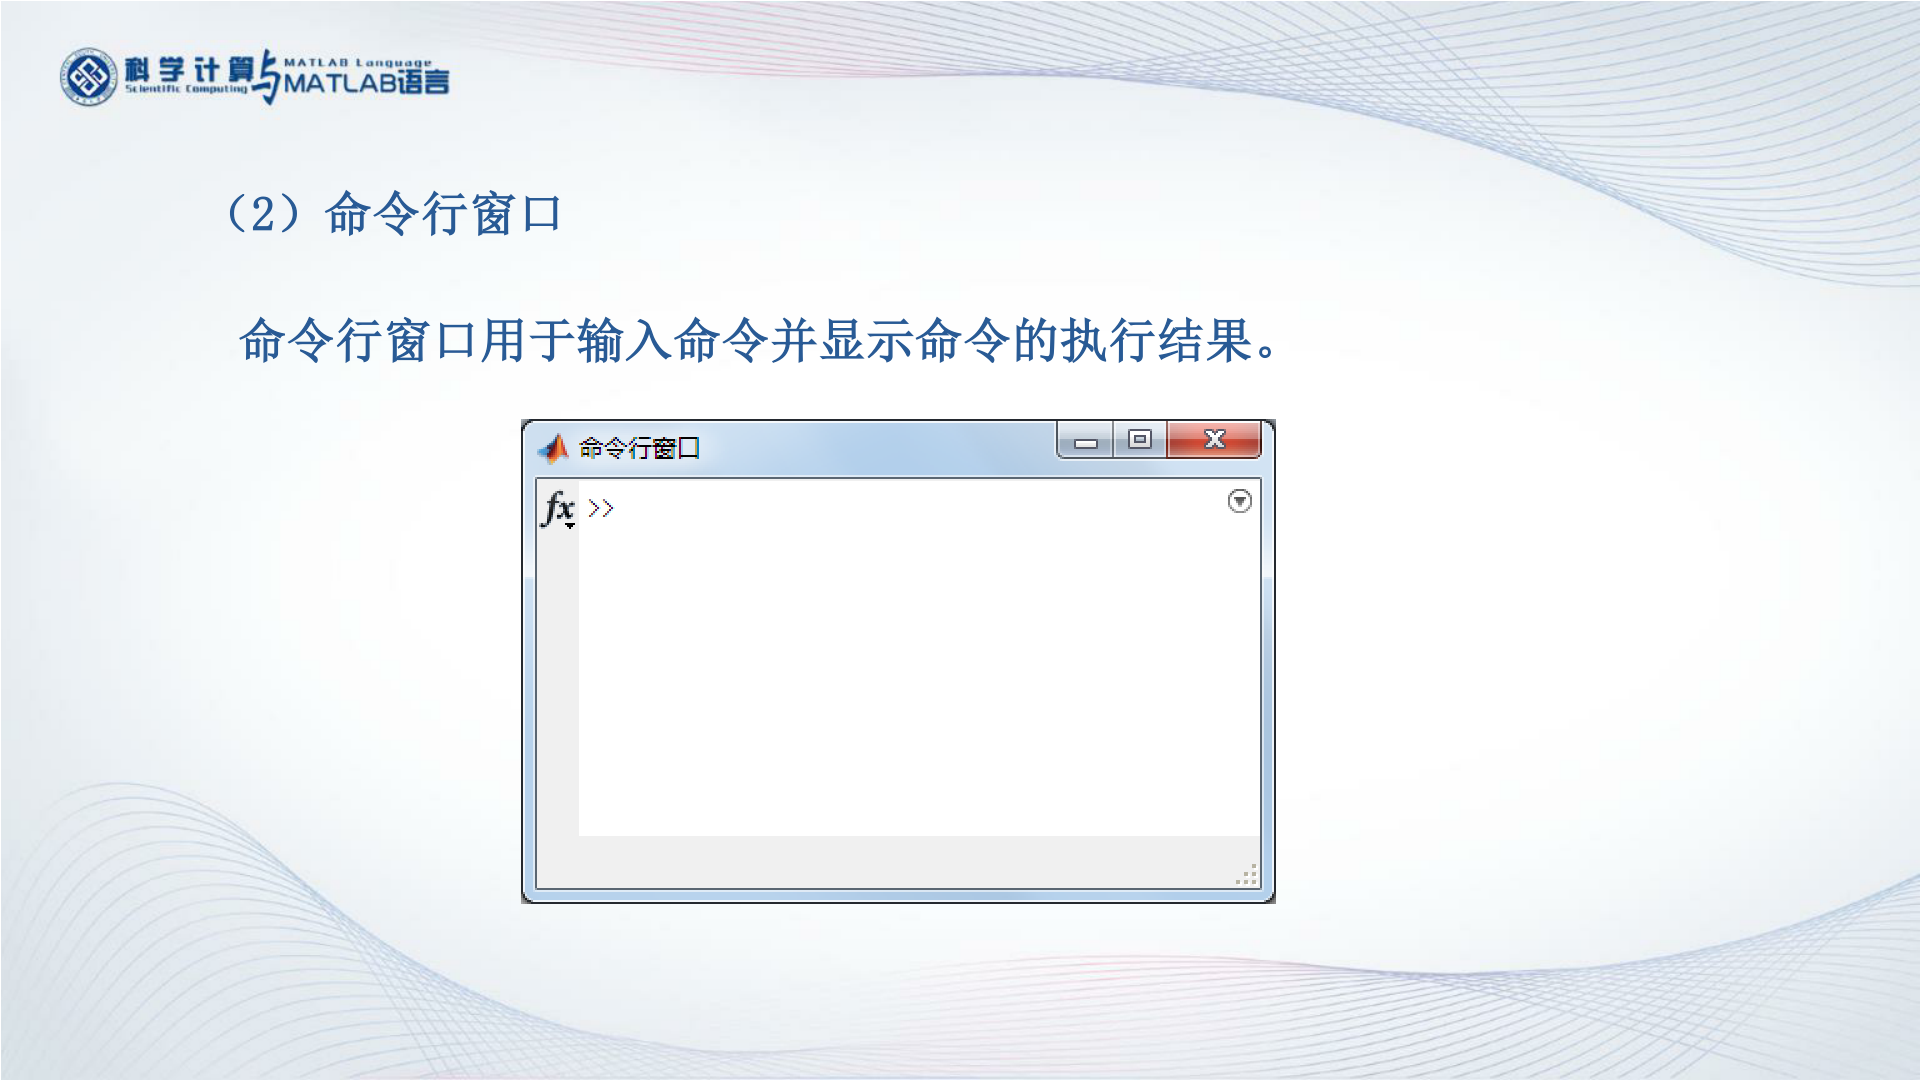 科学计算与MATLAB语言
Scientific Computing MATLAB Language
（2）命令行窗口
命令行窗口用于输入命令并显示命令的执行结果。
命令行窗口
fx >>